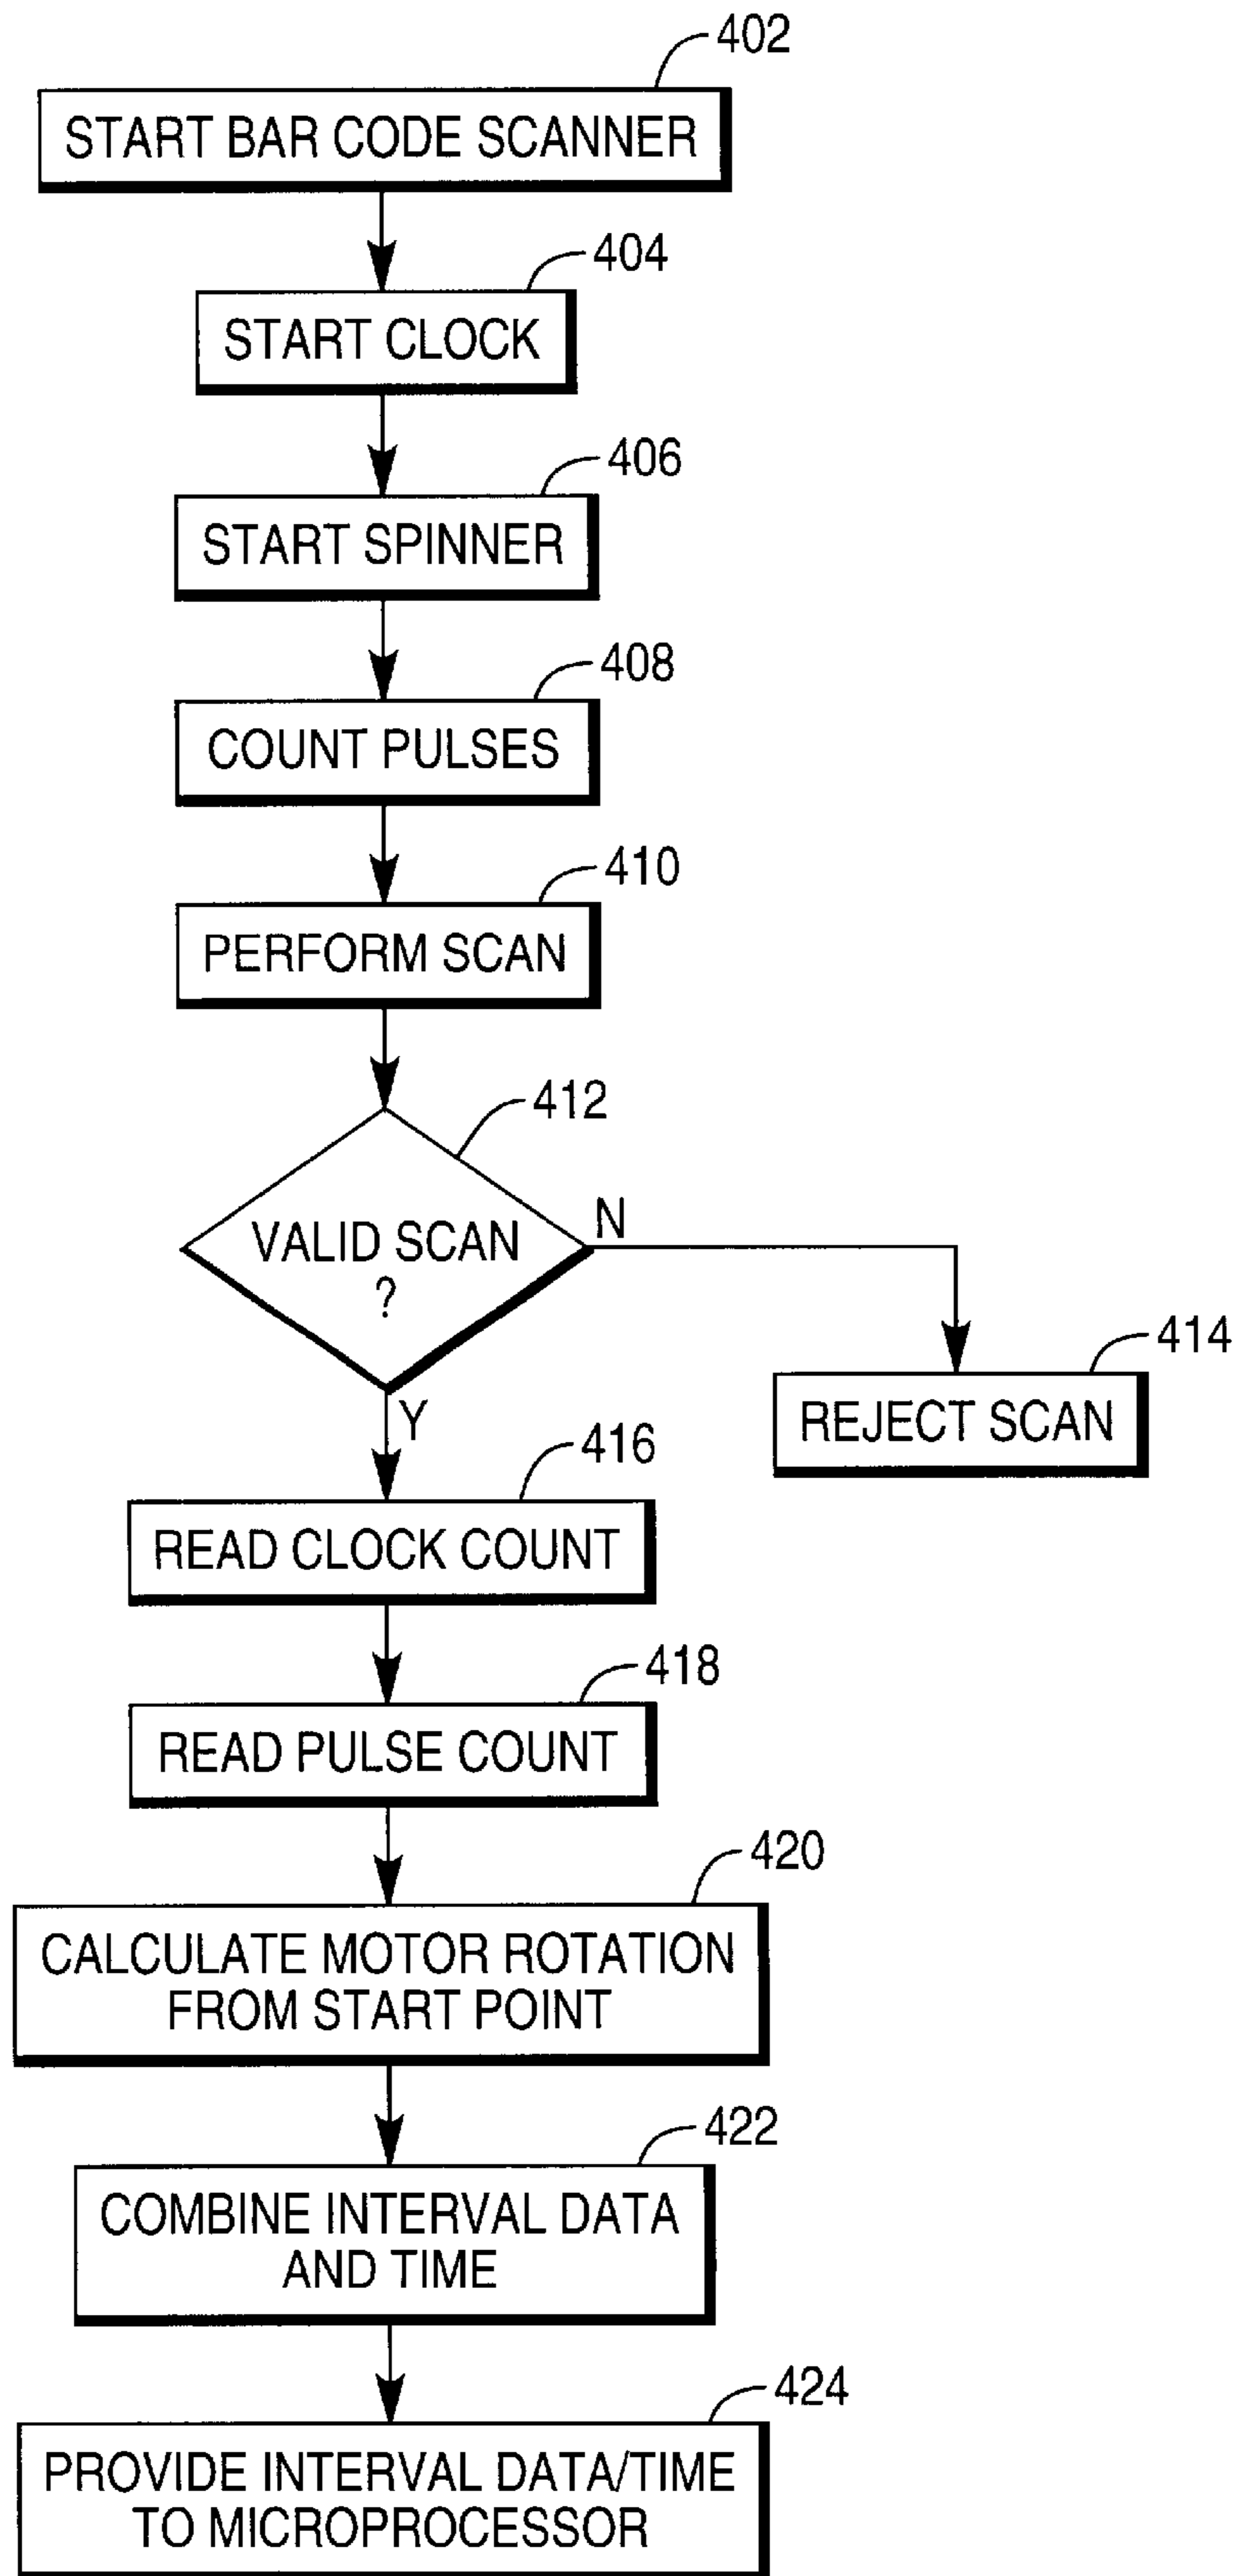 402
START BAR CODE SCANNER
404
START CLOCK
406
START SPINNER
408
COUNT PULSES
410
PERFORM SCAN
412
VALID SCAN
?
N
414
REJECT SCAN
Y
416
READ CLOCK COUNT
418
READ PULSE COUNT
420
CALCULATE MOTOR ROTATION
FROM START POINT
422
COMBINE INTERVAL DATA
AND TIME
424
PROVIDE INTERVAL DATA/TIME
TO MICROPROCESSOR